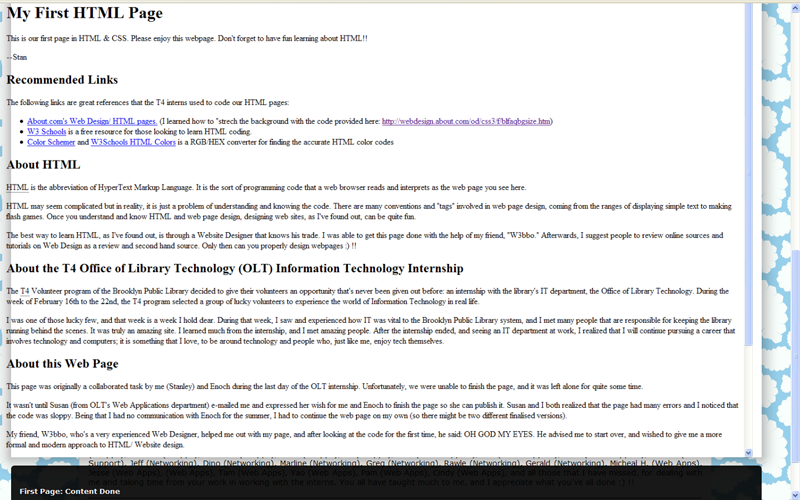 My First HTML Page
This is our first page in HTML & CSS. Please enjoy this webpage. Don't forget to have fun learning about HTML!!
--Stan
Recommended Links
The following links are great references that the T4 interns used to code our HTML pages:
About.com's Web Design/ HTML pages. (I learned how to "strech the background with the code provided here: http://webdesign.about.com/od/css3/f/blfaqbgsize.htm)
W3 Schools is a free resource for those looking to learn HTML coding.
Color Schemer and W3Schools HTML Colors is a RGB/HEX converter for finding the accurate HTML color codes
About HTML
HTML is the abbreviation of HyperText Markup Language. It is the sort of programming code that a web browser reads and interprets as the web page you see here.
HTML may seem complicated but in reality, it is just a problem of understanding and knowing the code. There are many conventions and "tags" involved in web page design, coming from the ranges of displaying simple text to making
flash games. Once you understand and know HTML and web page design, designing web sites, as I've found out, can be quite fun.
The best way to learn HTML, as I've found out, is through a Website Designer that knows his trade. I was able to get this page done with the help of my friend, "W3bbo." Afterwards, I suggest people to review online sources and
tutorials on Web Design as a review and second hand source. Only then can you properly design webpages :) !!
About the T4 Office of Library Technology (OLT) Information Technology Internship
The T4 Volunteer program of the Brooklyn Public Library decided to give their volunteers an opportunity that's never been given out before: an internship with the library's IT department, the Office of Library Technology. During the
week of February 16th to the 22nd, the T4 program selected a group of lucky volunteers to experience the world of Information Technology in real life.
I was one of those lucky few, and that week is a week I hold dear. During that week, I saw and experienced how IT was vital to the Brooklyn Public Library system, and I met many people that are responsible for keeping the library
running behind the scenes. It was truly an amazing site. I learned much from the internship, and I met amazing people. After the internship ended, and seeing an IT department at work, I realized that I will continue pursuing a career that
involves technology and computers; it is something that I love, to be around technology and people who, just like me, enjoy tech themselves.
About this Web Page
This page was originally a collaborated task by me (Stanley) and Enoch during the last day of the OLT internship. Unfortunately, we were unable to finish the page, and it was left alone for quite some time.
It wasn't until Susan (from OLT's Web Applications department) e-mailed me and expressed her wish for me and Enoch to finish the page so she can publish it. Susan and I both realized that the page had many errors and I noticed that
the code was sloppy. Being that I had no communication with Enoch for the summer, I had to continue the web page on my own (so there might be two different finalised versions).
My friend, W3bbo, who's a very experienced Web Designer, helped me out with my page, and after looking at the code for the first time, he said: OH GOD MY EYES. He advised me to start over, and wished to give me a more
formal and modern approach to HTML/ Website design.
Support), Jeff (Networking), Dino (Networking), Marline (Networking), Greg (Networking), Rawle (Networking), Gerald (Networking), Micheal H. (Web Apps),
and taking time from your work in working with the interns. You all have taught much to me, and I appreciate what you've all done :) !!
First Page: Content Done